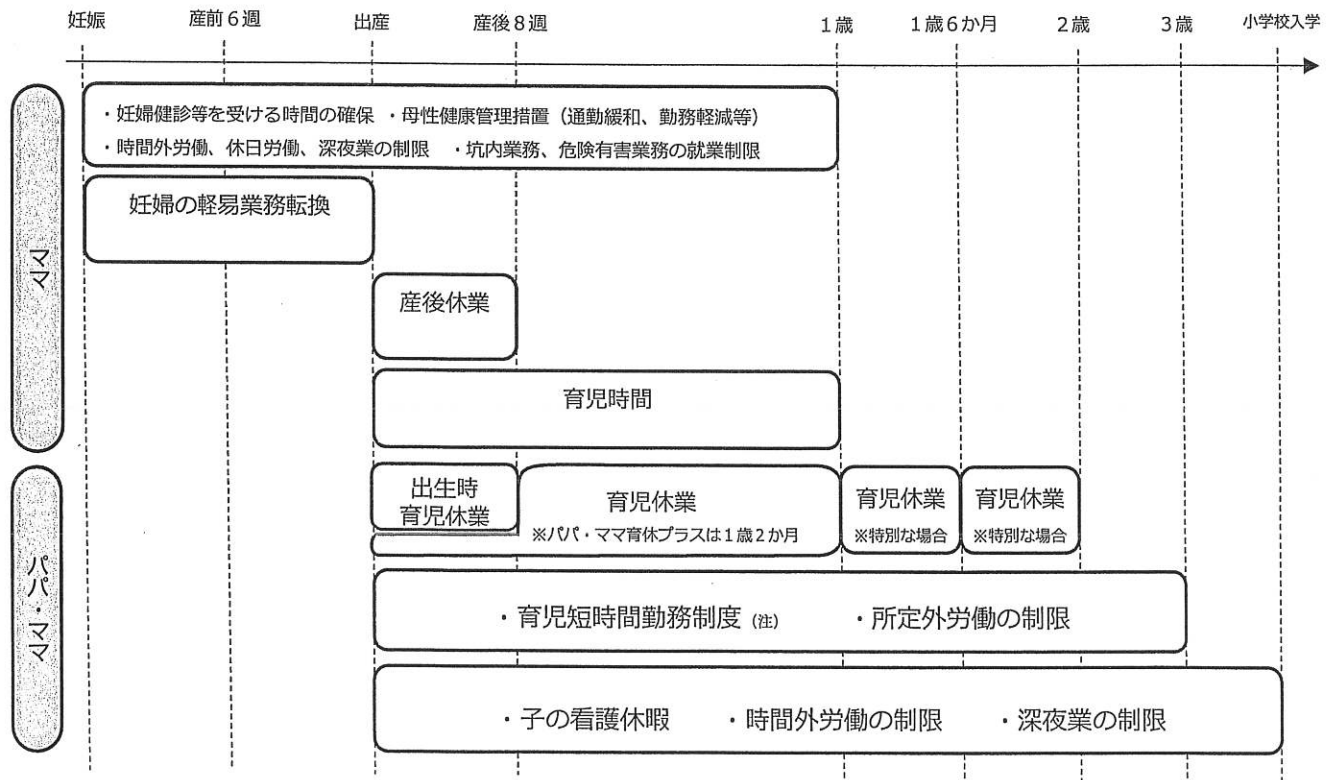 妊娠
産前6週
出産
産後8週
1歳
1歳6か月
2歳
3歳
小学校入学
ママ
・妊婦健診等を受ける時間の確保 ・母性健康管理措置（通勤緩和、勤務軽減等）
・時間外労働、休日労働、深夜業の制限 ・坑内業務、危険有害業務の就業制限
妊婦の軽易業務転換
産後休業
育児時間
パパ・ママ
出生時
育児休業
育児休業
※パパ・ママ育休プラスは1歳2か月
育児休業
※特別な場合
育児休業
※特別な場合
・育児短時間勤務制度（注） ・所定外労働の制限
・子の看護休暇 ・時間外労働の制限 ・深夜業の制限